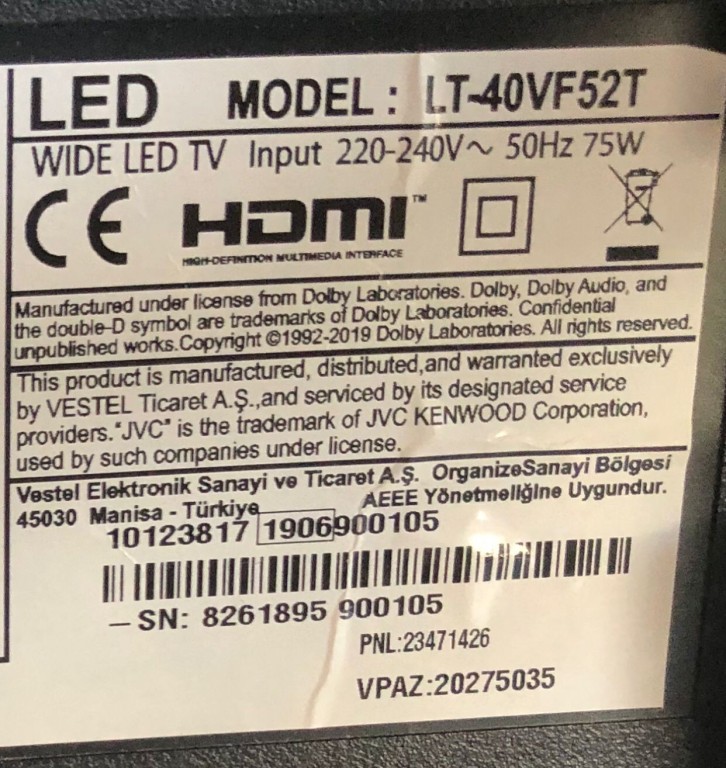 LED MODEL : LT-40VF52T
WIDE LED TV Input 220-240V~ 50Hz 75W
CE HDMI™
HIGH-DEFINITION MULTIMEDIA INTERFACE
Manufactured under license from Dolby Laboratories. Dolby, Dolby Audio, and
the double-D symbol are trademarks of Dolby Laboratories. Confidential
unpublished works.Copyright ©1992-2019 Dolby Laboratories. All rights reserved.
This product is manufactured, distributed,and warranted exclusively
by VESTEL Ticaret A.Ş.,and serviced by its designated service
providers.“JVC” is the trademark of JVC KENWOOD Corporation,
used by such companies under license.
Vestel Elektronik Sanayi ve Ticaret A.Ş. OrganizeSanayi Bölgesi
45030 Manisa - Türkiye AEEE Yönetmeliğine Uygundur.
10123817 1906900105
– SN: 8261895 900105
PNL:23471426
VPAZ:20275035